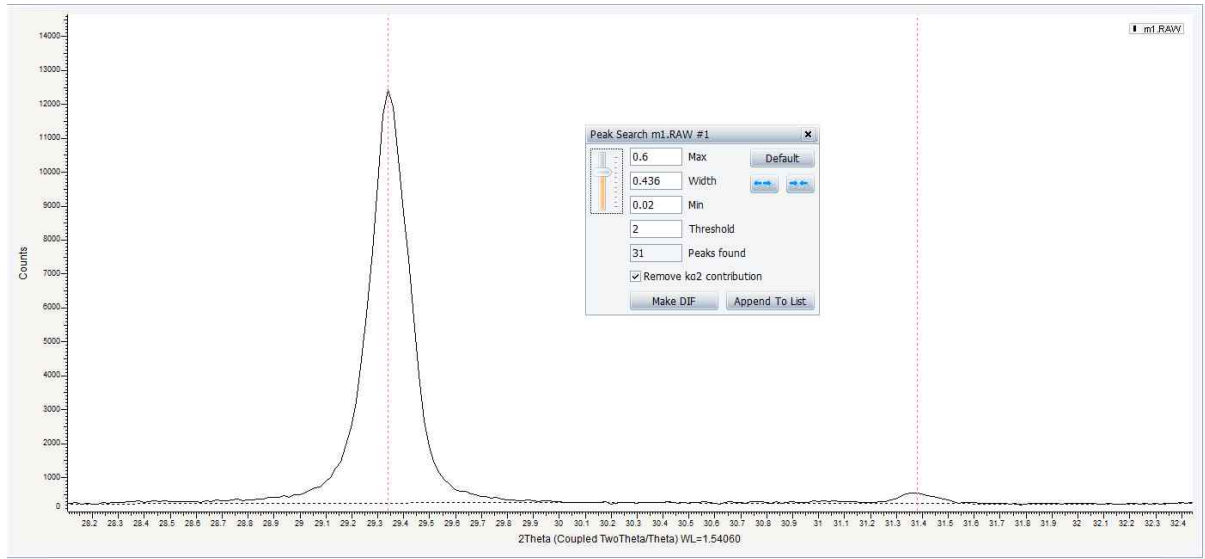 m1.RAW
14000
13000
12000
11000
10000
9000
8000
7000
6000
5000
4000
3000
2000
1000
0
Counts
Peak Search m1.RAW #1
0.6 Max Default
0.436 Width
0.02 Min
2 Threshold
31 Peaks found
Remove kα2 contribution
Make DIF Append To List
28.2 28.3 28.4 28.5 28.6 28.7 28.8 28.9 29 29.1 29.2 29.3 29.4 29.5 29.6 29.7 29.8 29.9 30 30.1 30.2 30.3 30.4 30.5 30.6 30.7 30.8 30.9 31 31.1 31.2 31.3 31.4 31.5 31.6 31.7 31.8 31.9 32 32.1 32.2 32.3 32.4
2Theta (Coupled TwoTheta/Theta) WL=1.54060